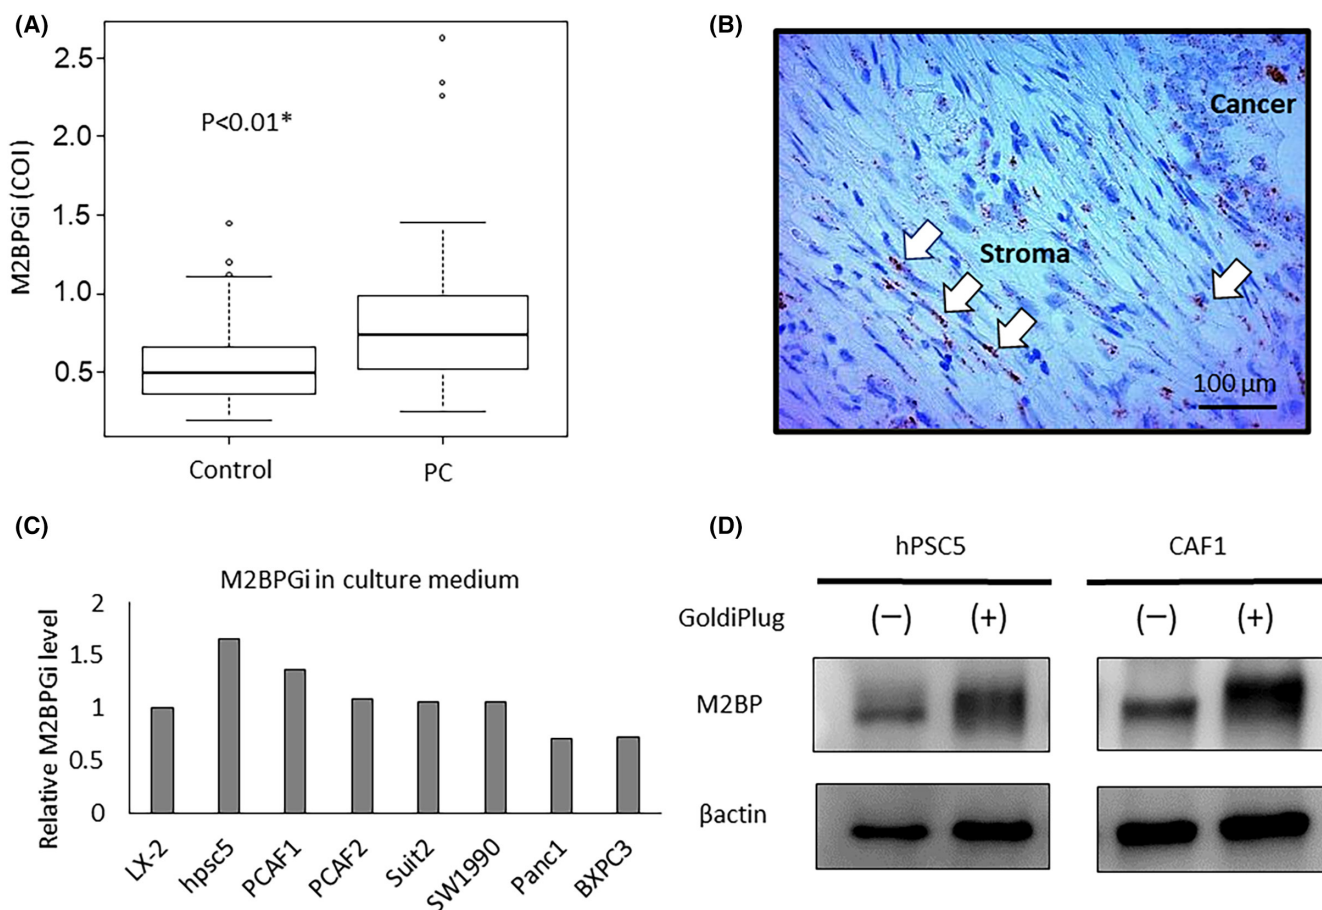 (A)
2.5
2.0
1.5
1.0
0.5
M2BPGi (COI)
P<0.01*
Control
PC
(B)
Cancer
Stroma
100 µm
(C)
M2BPGi in culture medium
Relative M2BPGi level
2
1.5
1
0.5
0
LX-2
hpsc5
PCAF1
PCAF2
Suit2
SW1990
Panc1
BXPC3
(D)
hPSC5 CAF1
GoldiPlug (−) (+) (−) (+)
M2BP
βactin